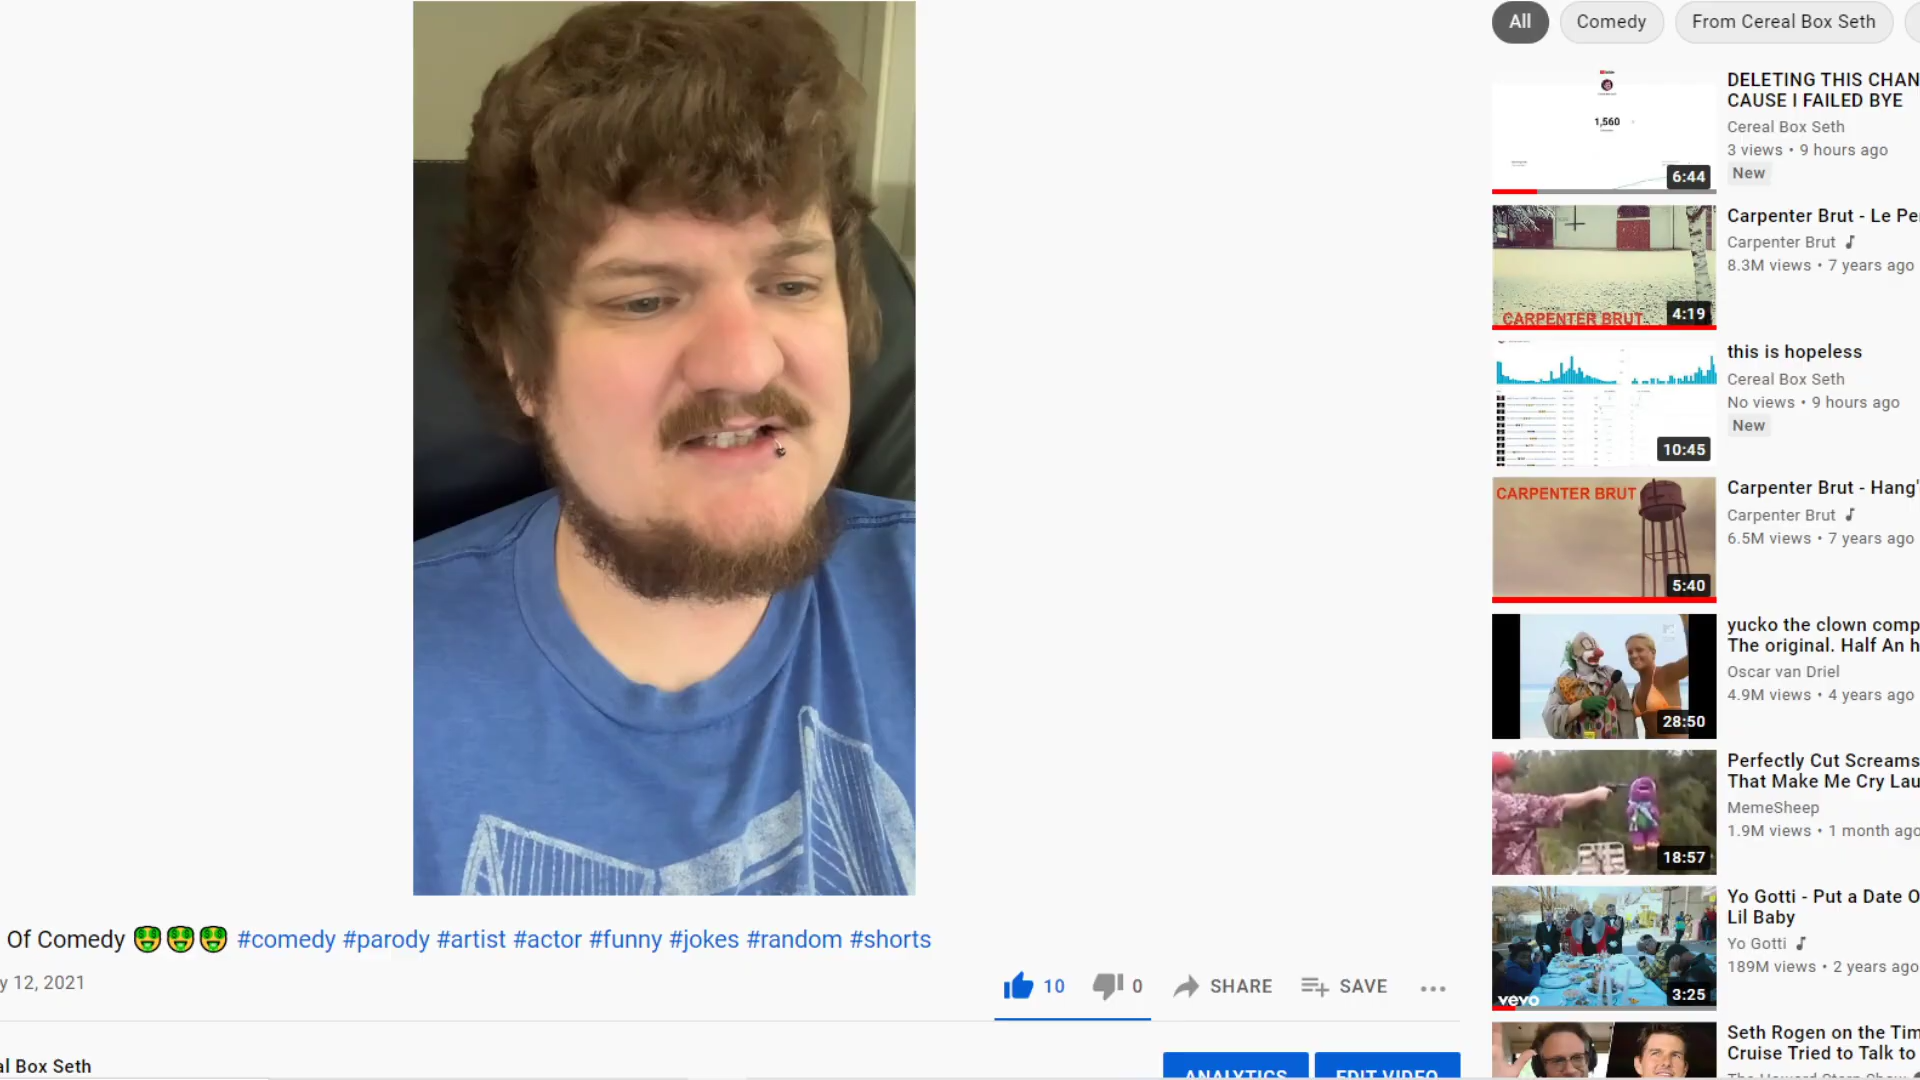 All
Comedy
From Cereal Box Seth
1,560
6:44
DELETING THIS CHAN
CAUSE I FAILED BYE
Cereal Box Seth
3 views • 9 hours ago
New
CARPENTER BRUT
4:19
Carpenter Brut - Le Pe
Carpenter Brut
8.3M views • 7 years ago
10:45
this is hopeless
Cereal Box Seth
No views • 9 hours ago
New
CARPENTER BRUT
5:40
Carpenter Brut - Hang'
Carpenter Brut
6.5M views • 7 years ago
28:50
yucko the clown comp
The original. Half An h
Oscar van Driel
4.9M views • 4 years ago
18:57
Perfectly Cut Screams
That Make Me Cry Lau
MemeSheep
1.9M views • 1 month ago
vevo
3:25
Yo Gotti - Put a Date O
Lil Baby
Yo Gotti
189M views • 2 years ago
Seth Rogen on the Tim
Cruise Tried to Talk to
Of Comedy 🤑🤑🤑 #comedy #parody #artist #actor #funny #jokes #random #shorts
y 12, 2021
10
0
SHARE
SAVE
al Box Seth
ANALYTICS
EDIT VIDEO